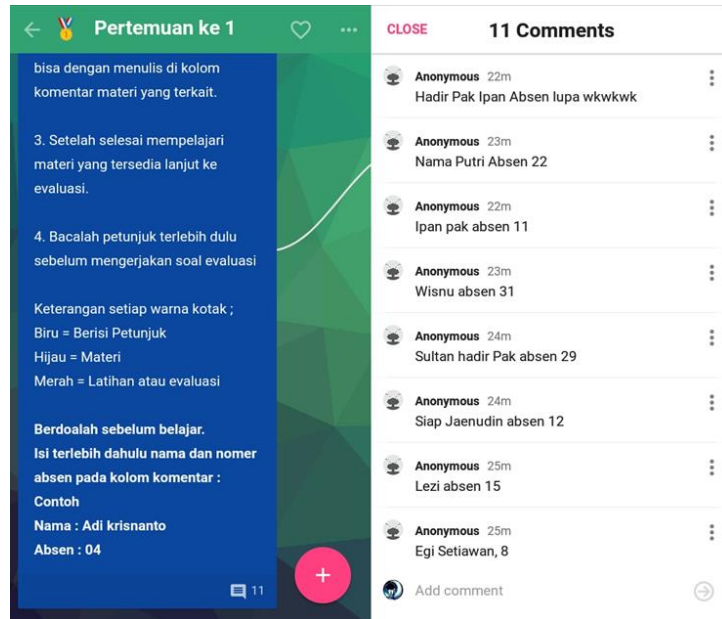 Pertemuan ke 1
bisa dengan menulis di kolom
komentar materi yang terkait.
3. Setelah selesai mempelajari
materi yang tersedia lanjut ke
evaluasi.
4. Bacalah petunjuk terlebih dulu
sebelum mengerjakan soal evaluasi
Keterangan setiap warna kotak ;
Biru = Berisi Petunjuk
Hijau = Materi
Merah = Latihan atau evaluasi
Berdoalah sebelum belajar.
Isi terlebih dahulu nama dan nomer
absen pada kolom komentar :
Contoh
Nama : Adi krisnanto
Absen : 04
11
+
CLOSE 11 Comments
Anonymous 22m
Hadir Pak Ipan Absen lupa wkwkwk
Anonymous 23m
Nama Putri Absen 22
Anonymous 22m
Ipan pak absen 11
Anonymous 23m
Wisnu absen 31
Anonymous 24m
Sultan hadir Pak absen 29
Anonymous 24m
Siap Jaenudin absen 12
Anonymous 25m
Lezi absen 15
Anonymous 25m
Egi Setiawan, 8
Add comment